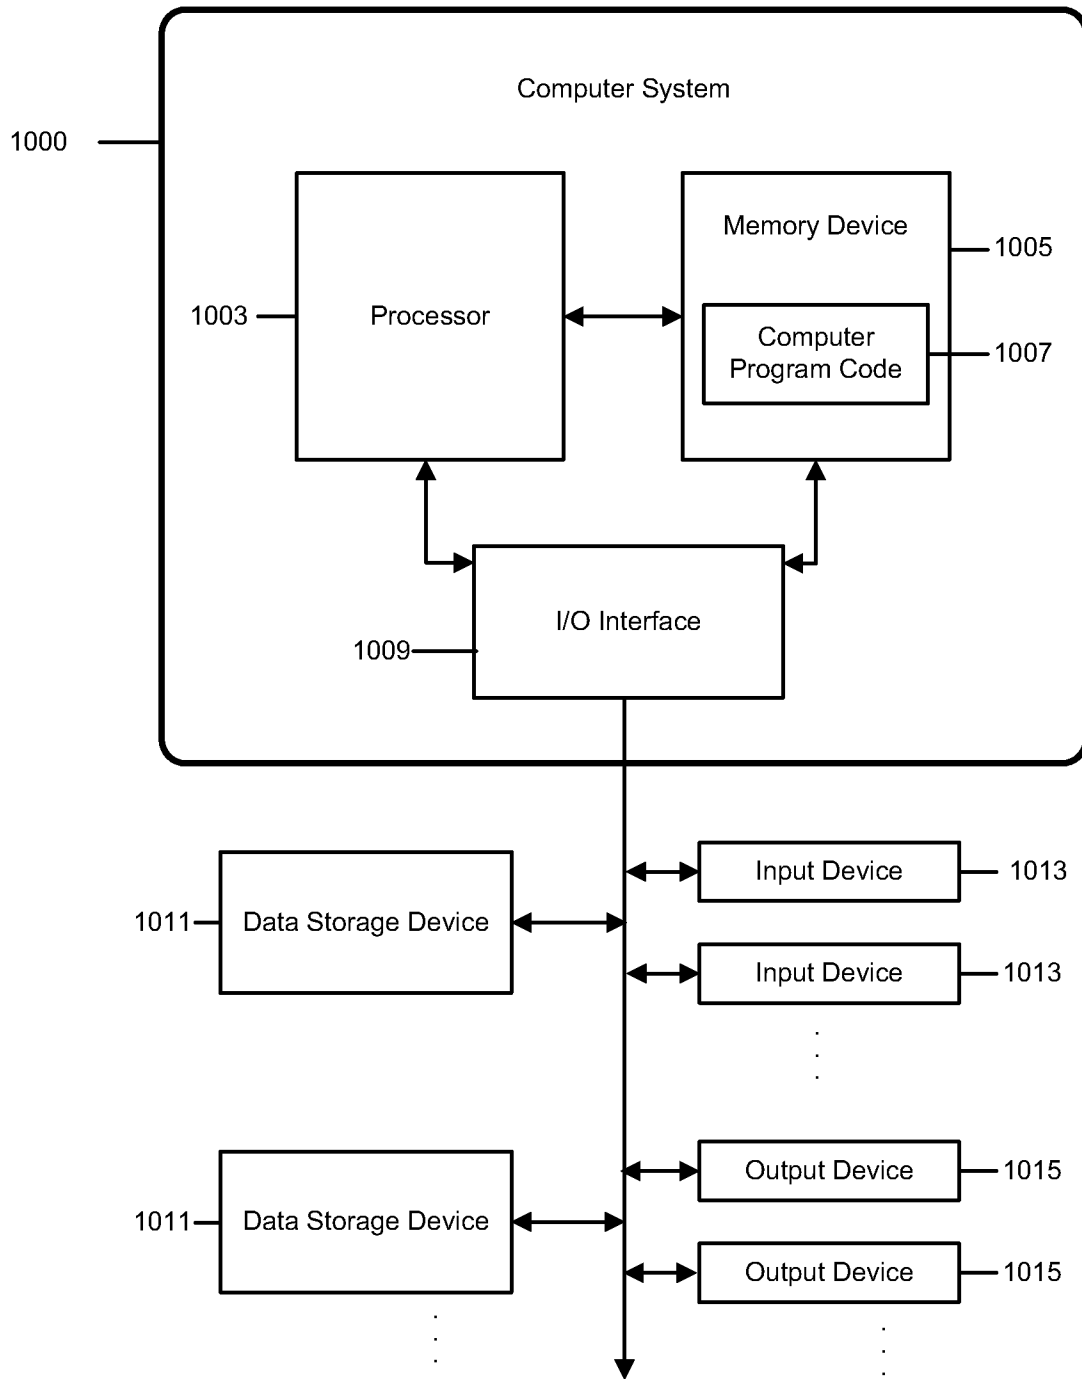 Computer System
1000
Memory Device
1005
1003
Processor
Computer
Program Code
1007
I/O Interface
1009
Input Device
1013
1011
Data Storage Device
Input Device
1013
Output Device
1015
1011
Data Storage Device
Output Device
1015